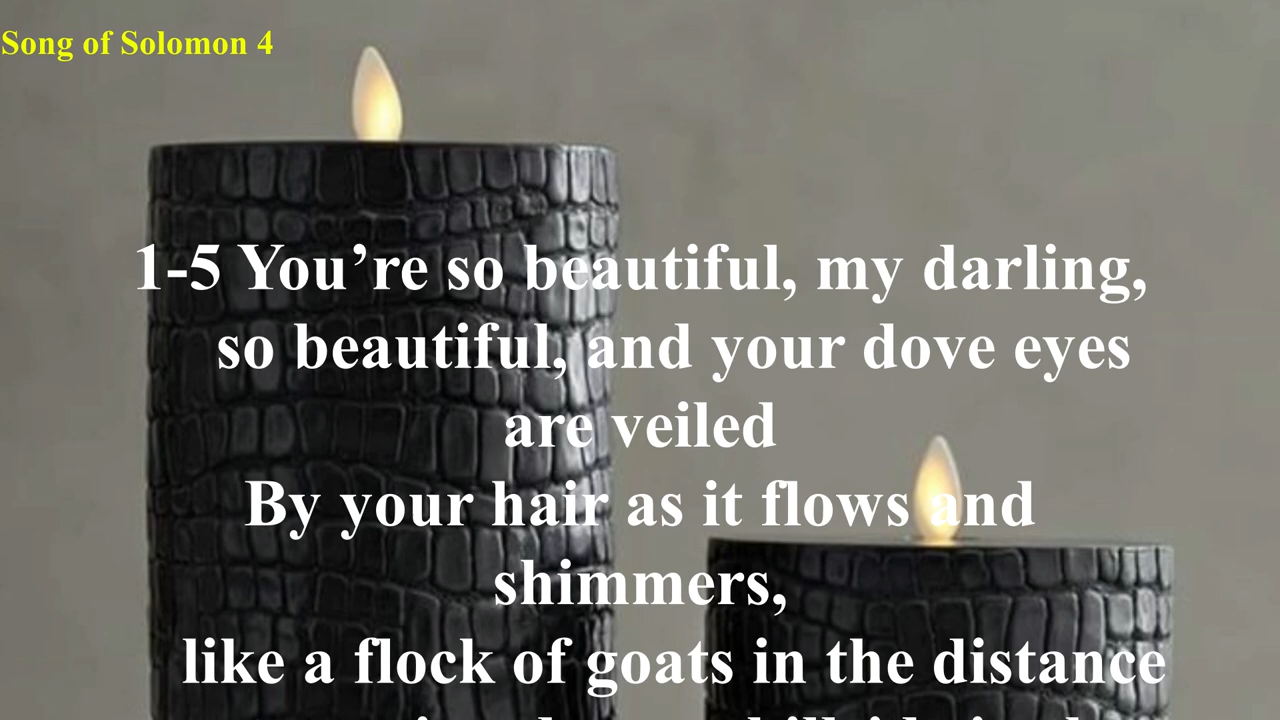 Song of Solomon 4
1-5 You’re so beautiful, my darling,
so beautiful, and your dove eyes
are veiled
By your hair as it flows and
shimmers,
like a flock of goats in the distance